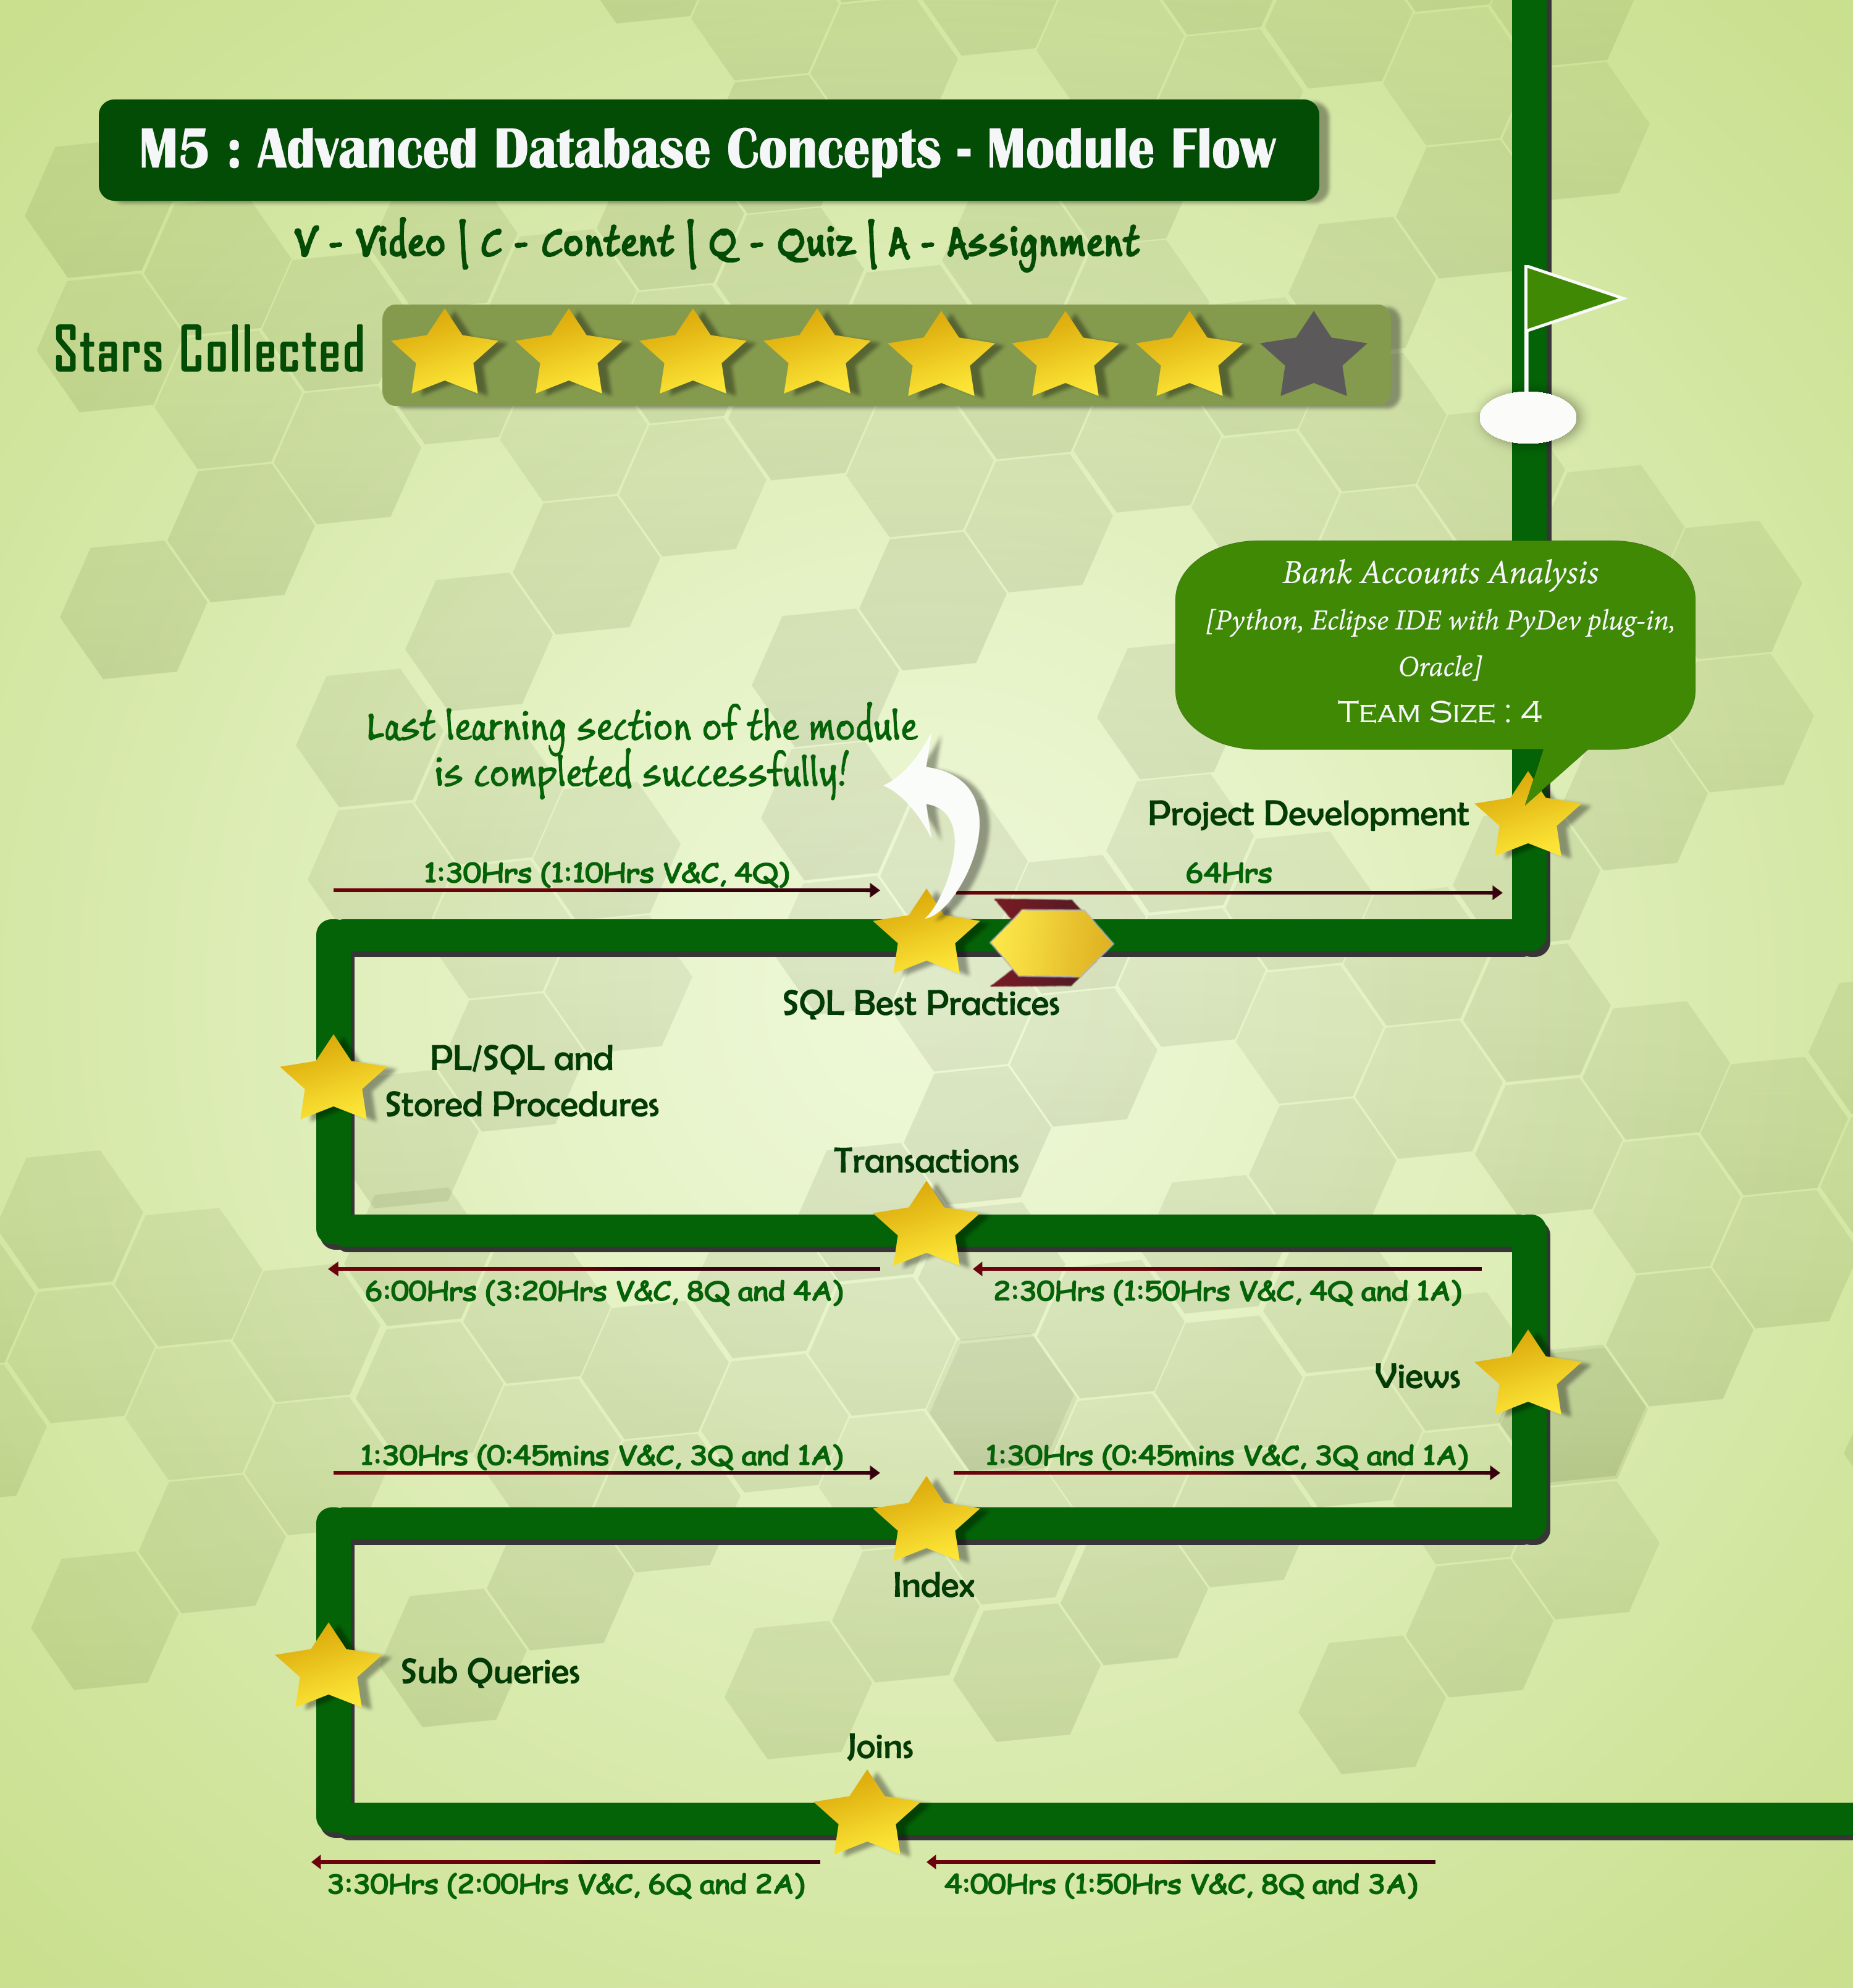 M5 : Advanced Database Concepts - Module Flow
V - Video | C - Content | Q - Quiz | A - Assignment
Stars Collected
Bank Accounts Analysis
[Python, Eclipse IDE with PyDev plug-in,
Oracle]
Team Size : 4
Last learning section of the module
is completed successfully!
Project Development
1:30Hrs (1:10Hrs V&C, 4Q)
64Hrs
SQL Best Practices
PL/SQL and
Stored Procedures
Transactions
6:00Hrs (3:20Hrs V&C, 8Q and 4A)
2:30Hrs (1:50Hrs V&C, 4Q and 1A)
Views
1:30Hrs (0:45mins V&C, 3Q and 1A)
1:30Hrs (0:45mins V&C, 3Q and 1A)
Index
Sub Queries
Joins
3:30Hrs (2:00Hrs V&C, 6Q and 2A)
4:00Hrs (1:50Hrs V&C, 8Q and 3A)